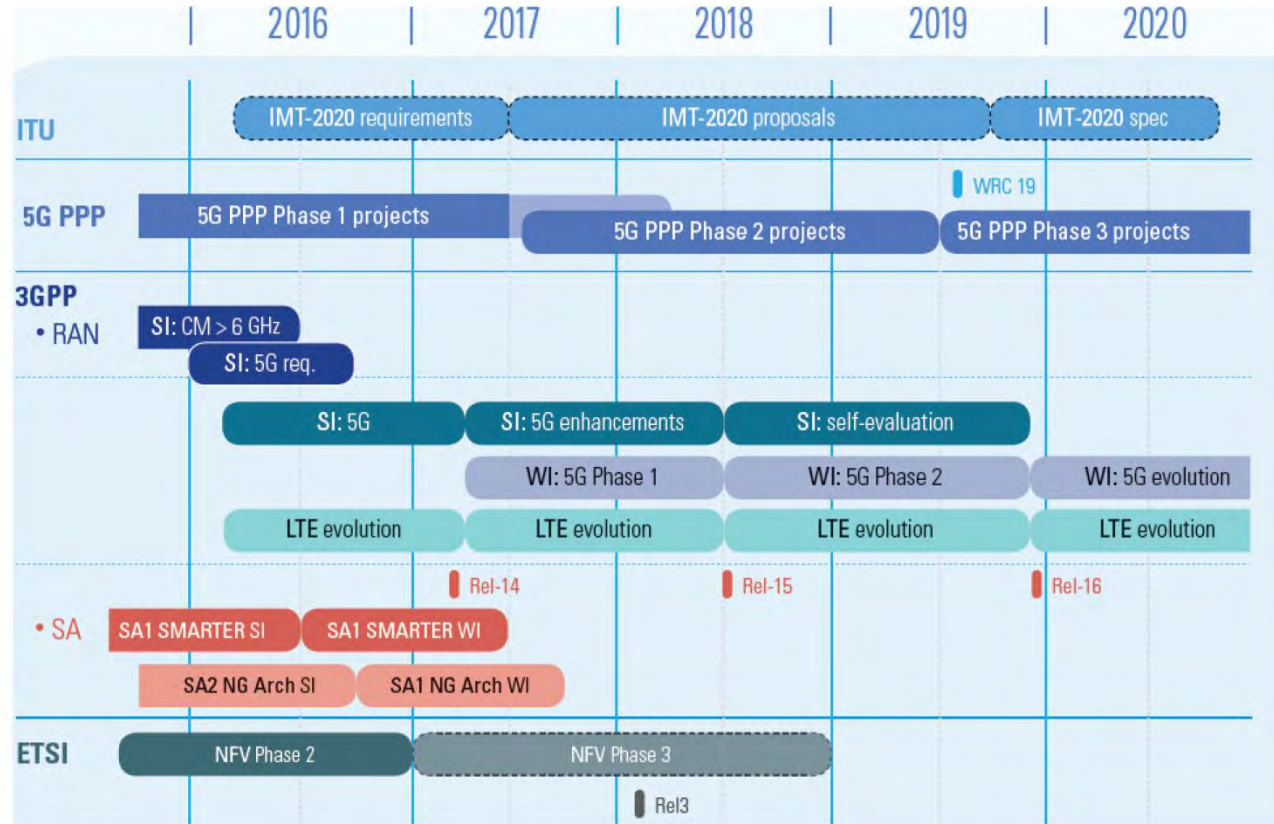 2016 2017 2018 2019 2020
ITU
IMT-2020 requirements
IMT-2020 proposals
IMT-2020 spec
WRC 19
5G PPP
5G PPP Phase 1 projects
5G PPP Phase 2 projects
5G PPP Phase 3 projects
3GPP
• RAN
SI: CM > 6 GHz
SI: 5G req.
SI: 5G
SI: 5G enhancements
SI: self-evaluation
WI: 5G Phase 1
WI: 5G Phase 2
WI: 5G evolution
LTE evolution
LTE evolution
LTE evolution
LTE evolution
Rel-14
Rel-15
Rel-16
• SA
SA1 SMARTER SI
SA1 SMARTER WI
SA2 NG Arch SI
SA1 NG Arch WI
ETSI
NFV Phase 2
NFV Phase 3
Rel3